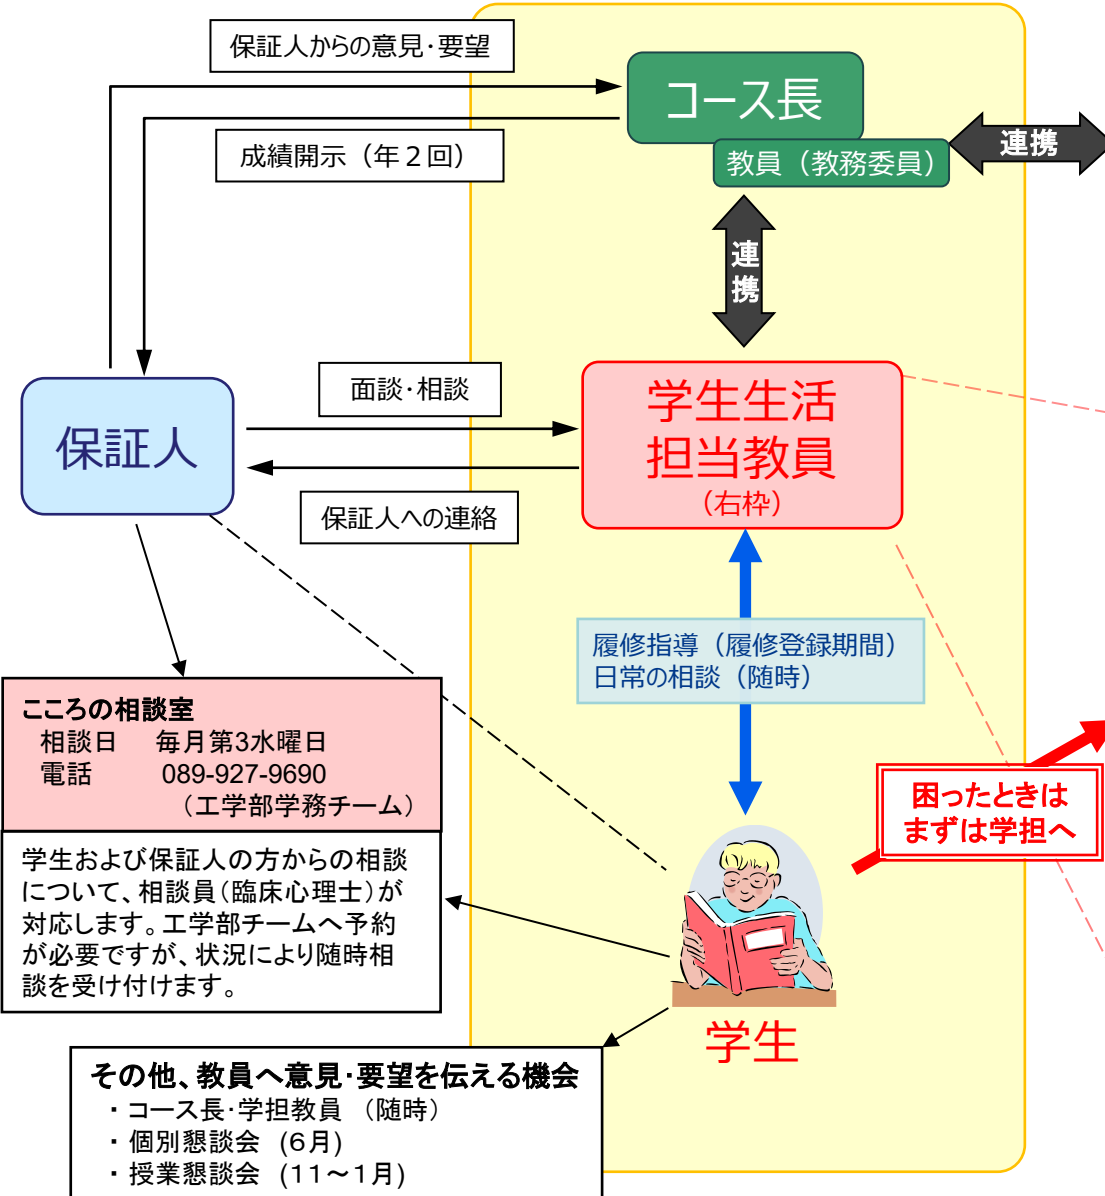 保証人からの意見･要望
コース長
教員（教務委員）
連携
成績開示（年２回）
連携
面談･相談
学生生活
担当教員
（右枠）
保証人
保証人への連絡
履修指導（履修登録期間）
日常の相談（随時）
こころの相談室
相談日　毎月第3水曜日
電話　089-927-9690
（工学部学務チーム）
学生および保証人の方からの相談
について、相談員（臨床心理士）が
対応します。工学部チームへ予約
が必要ですが、状況により随時相
談を受け付けます。
困ったときは
まずは学担へ
学生
その他、教員へ意見･要望を伝える機会
・コース長･学担教員　（随時）
・個別懇談会　(６月)
・授業懇談会　(１１～１月)